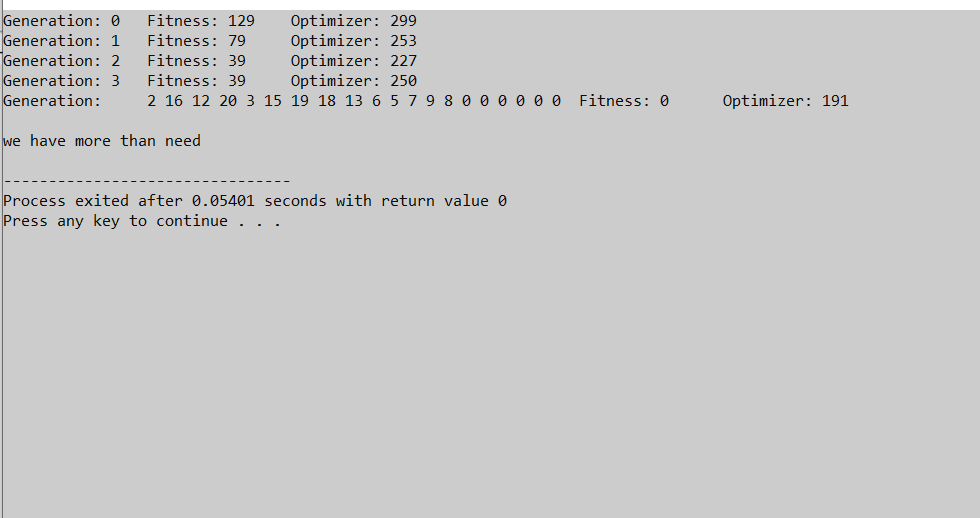 Generation: 0   Fitness: 129    Optimizer: 299
Generation: 1   Fitness: 79     Optimizer: 253
Generation: 2   Fitness: 39     Optimizer: 227
Generation: 3   Fitness: 39     Optimizer: 250
Generation:     2 16 12 20 3 15 19 18 13 6 5 7 9 8 0 0 0 0 0 0  Fitness: 0      Optimizer: 191
we have more than need
--------------------------------
Process exited after 0.05401 seconds with return value 0
Press any key to continue . . .